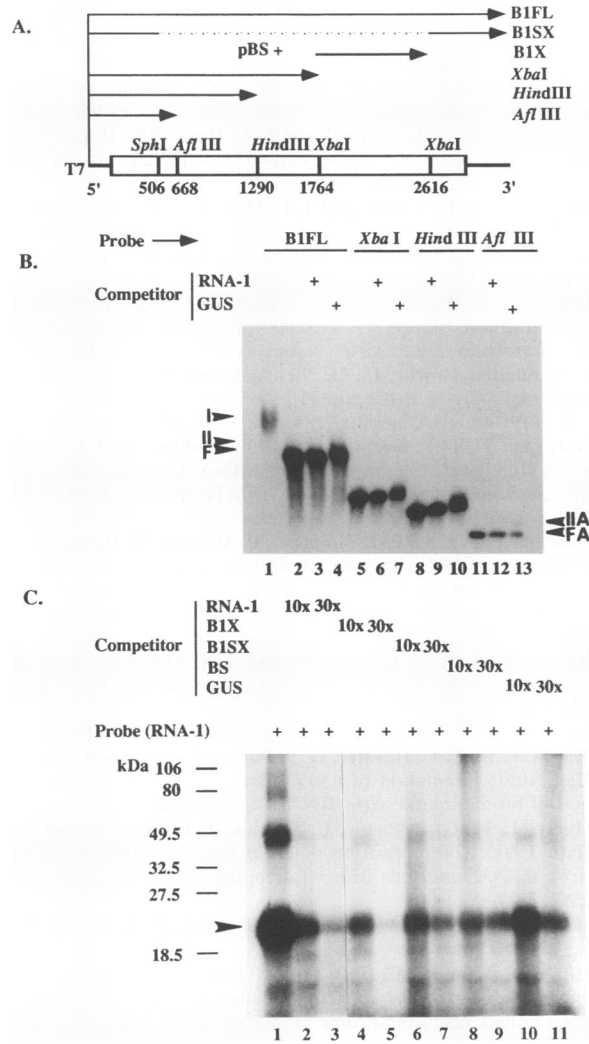 A.
B1FL
B1SX
pBS +
B1X
XbaI
HindIII
Afl III
SphI Afl III HindIII XbaI XbaI
T7
5' 506 668 1290 1764 2616 3'
Probe B1FL Xba I Hind III Afl III
B.
Competitor
RNA-1 + + + +
GUS + + + +
I
II
F
IIA
FA
1 2 3 4 5 6 7 8 9 10 11 12 13
C.
Competitor
RNA-1 10x 30x
B1X 10x 30x
B1SX 10x 30x
BS 10x 30x
GUS 10x 30x
Probe (RNA-1) + + + + + + + + + + +
kDa
106
80
49.5
32.5
27.5
18.5
1 2 3 4 5 6 7 8 9 10 11